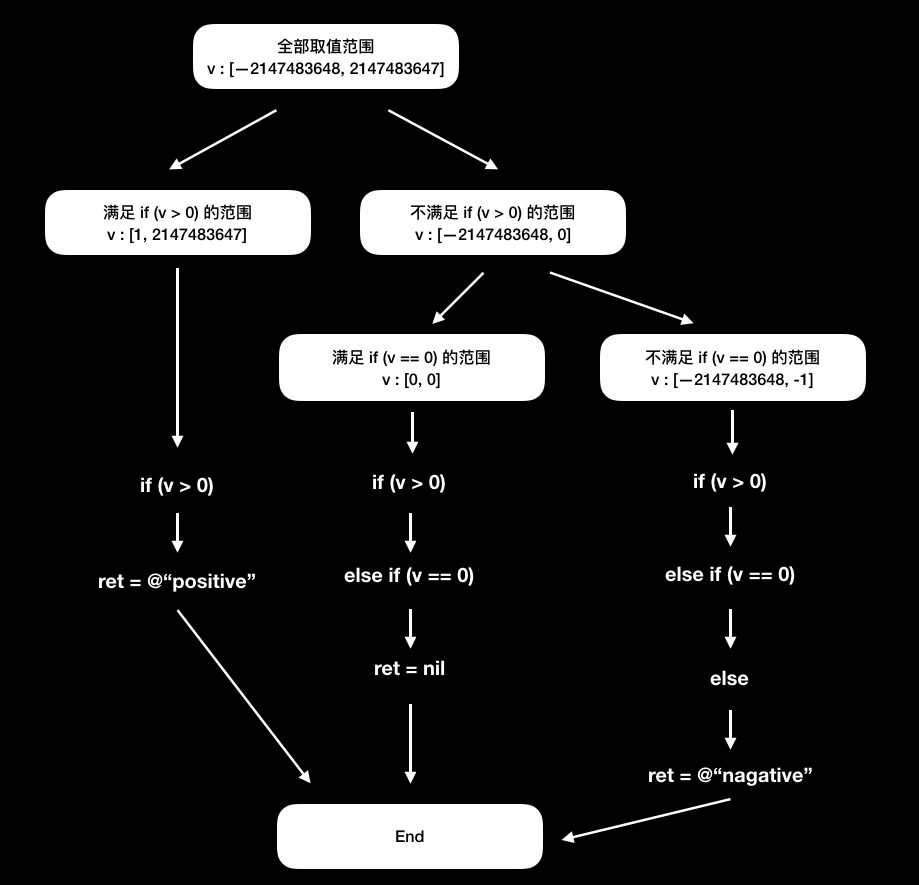 全部取值范围
v : [—2147483648, 2147483647]
满足 if (v > 0) 的范围
v : [1, 2147483647]
不满足 if (v > 0) 的范围
v : [—2147483648, 0]
满足 if (v == 0) 的范围
v : [0, 0]
不满足 if (v == 0) 的范围
v : [—2147483648, -1]
if (v > 0)
if (v > 0)
if (v > 0)
ret = @“positive”
else if (v == 0)
else if (v == 0)
ret = nil
else
ret = @“nagative”
End